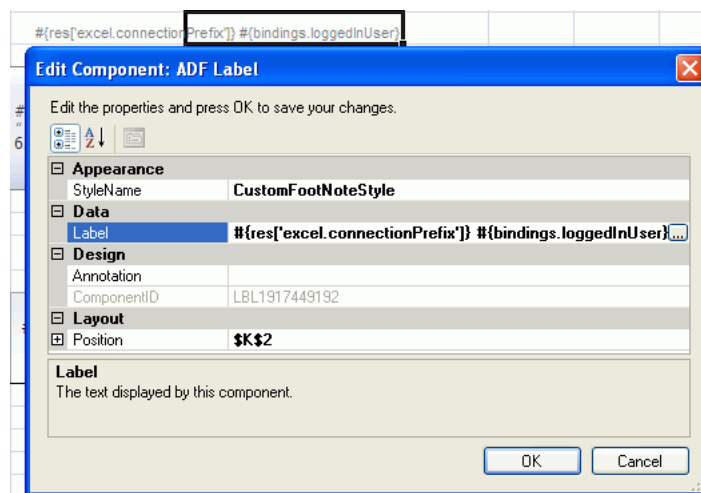 #{res['excel.connectionPrefix']} #{bindings.loggedInUser}
Edit Component: ADF Label
Edit the properties and press OK to save your changes.
#
6
Appearance
StyleName CustomFootNoteStyle
Data
Label #{res['excel.connectionPrefix']} #{bindings.loggedInUser} ...
Design
Annotation
ComponentID LBL1917449192
Layout
Position $K$2
Label
The text displayed by this component.
OK Cancel